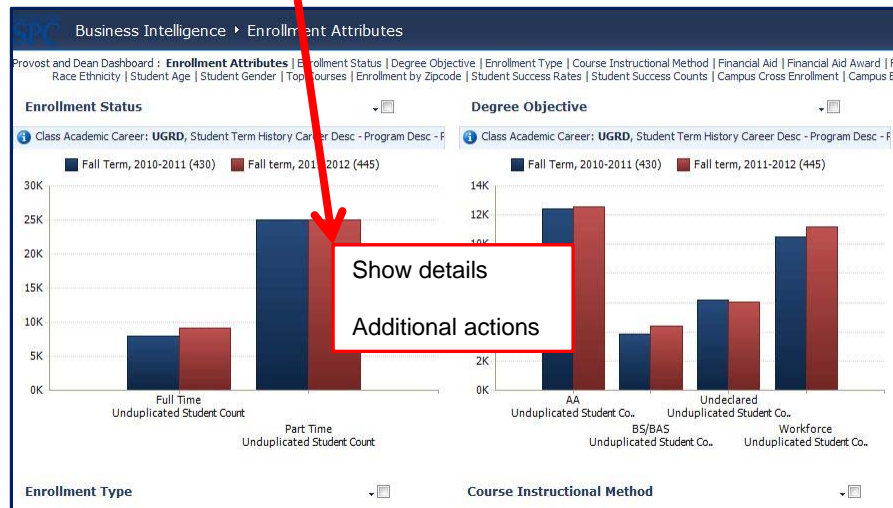 SPC Business Intelligence ▸ Enrollment Attributes
Provost and Dean Dashboard : Enrollment Attributes | Enrollment Status | Degree Objective | Enrollment Type | Course Instructional Method | Financial Aid | Financial Aid Award |
Race Ethnicity | Student Age | Student Gender | Top Courses | Enrollment by Zipcode | Student Success Rates | Student Success Counts | Campus Cross Enrollment | Campus
Enrollment Status
Class Academic Career: UGRD, Student Term History Career Desc - Program Desc -
Fall Term, 2010-2011 (430) Fall term, 2011-2012 (445)
30K
25K
20K
15K
10K
5K
0K
Full Time
Unduplicated Student Count
Part Time
Unduplicated Student Count
Degree Objective
Class Academic Career: UGRD, Student Term History Career Desc - Program Desc -
Fall Term, 2010-2011 (430) Fall term, 2011-2012 (445)
14K
12K
10K
2K
0K
AA
Unduplicated Student Co..
BS/BAS
Unduplicated Student Co..
Undeclared
Unduplicated Student Co..
Workforce
Unduplicated Student Co..
Show details
Additional actions
Enrollment Type
Course Instructional Method